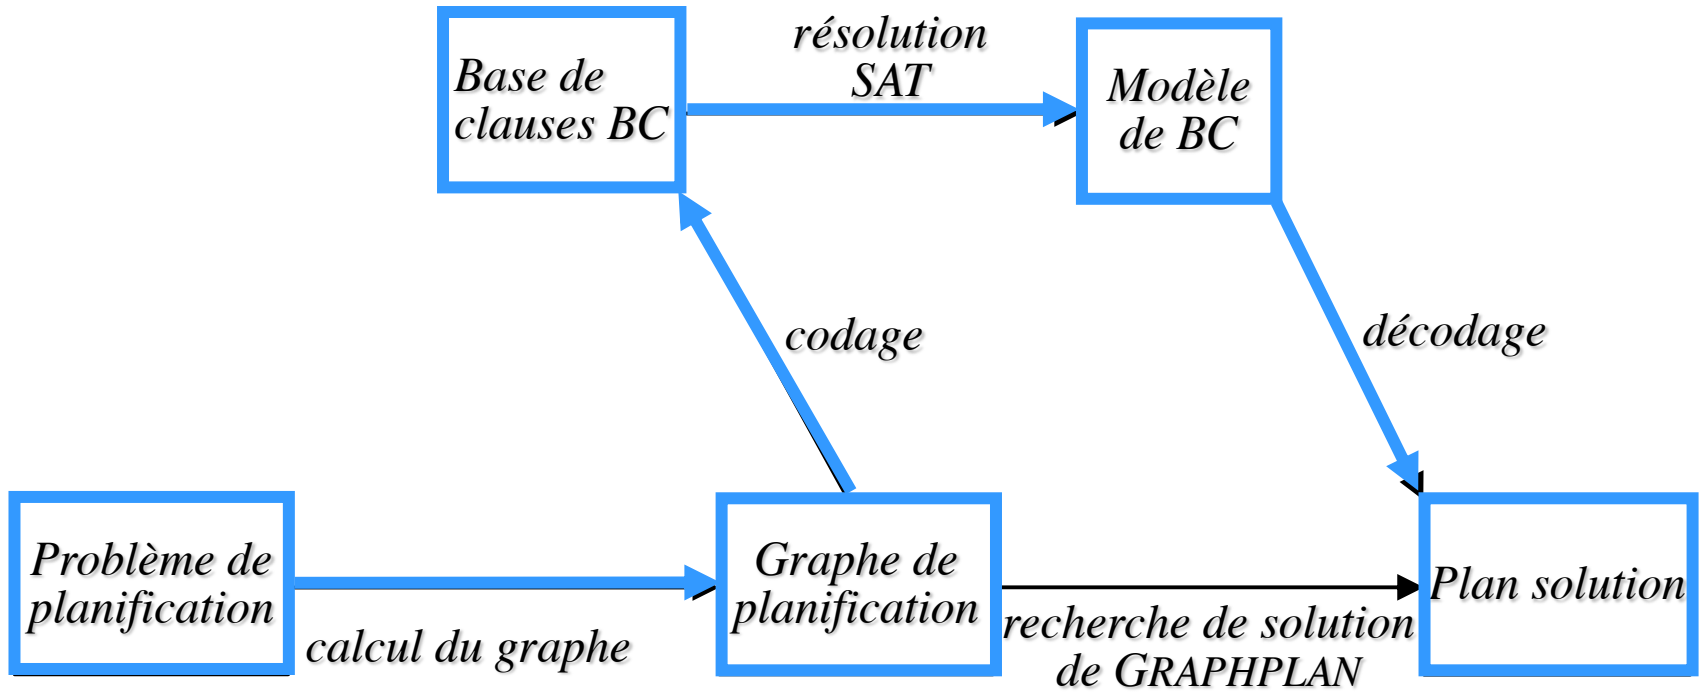 Base de
clauses BC
résolution
SAT
Modèle
de BC
codage
décodage
Problème de
planification
calcul du graphe
Graphe de
planification
recherche de solution
de GRAPHPLAN
Plan solution